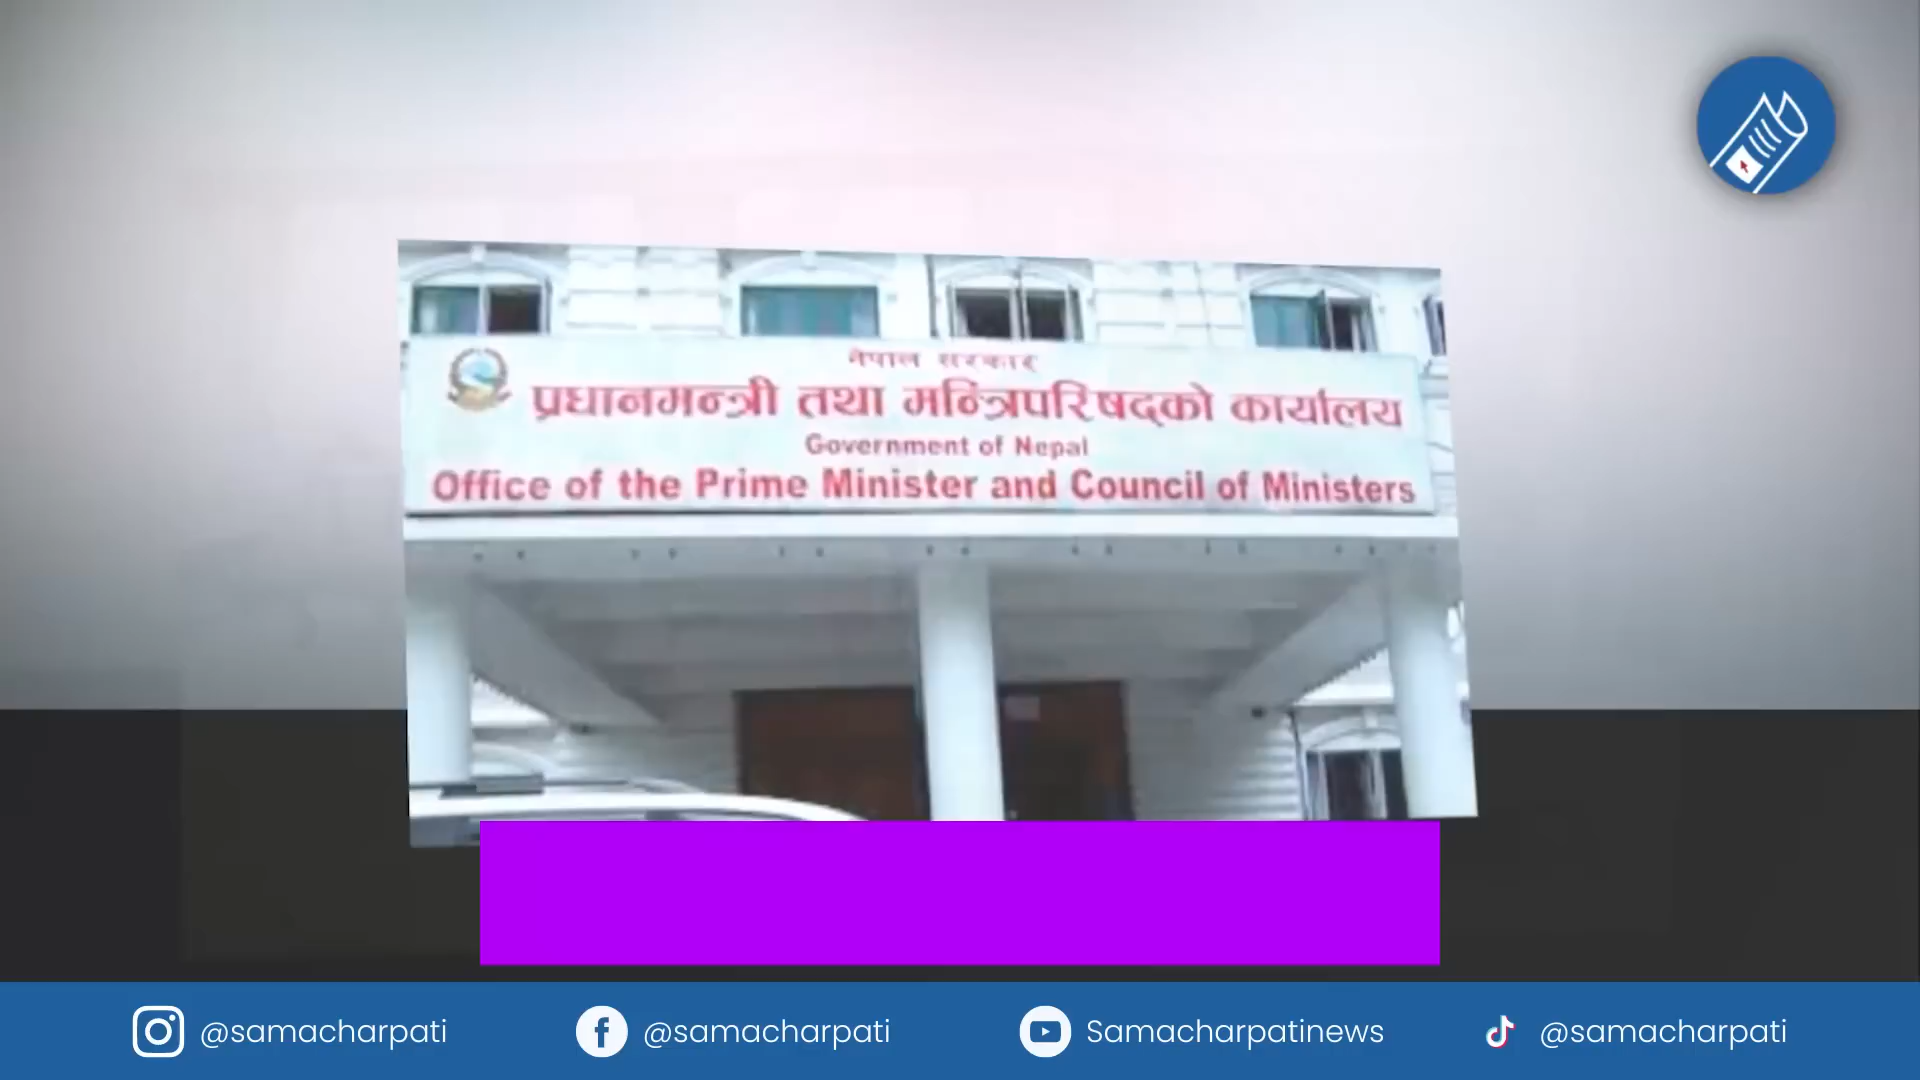 नेपाल सरकार
प्रधानमन्त्री तथा मन्त्रिपरिषद्को कार्यालय
Government of Nepal
Office of the Prime Minister and Council of Ministers
@samacharpati @samacharpati Samacharpatinews @samacharpati